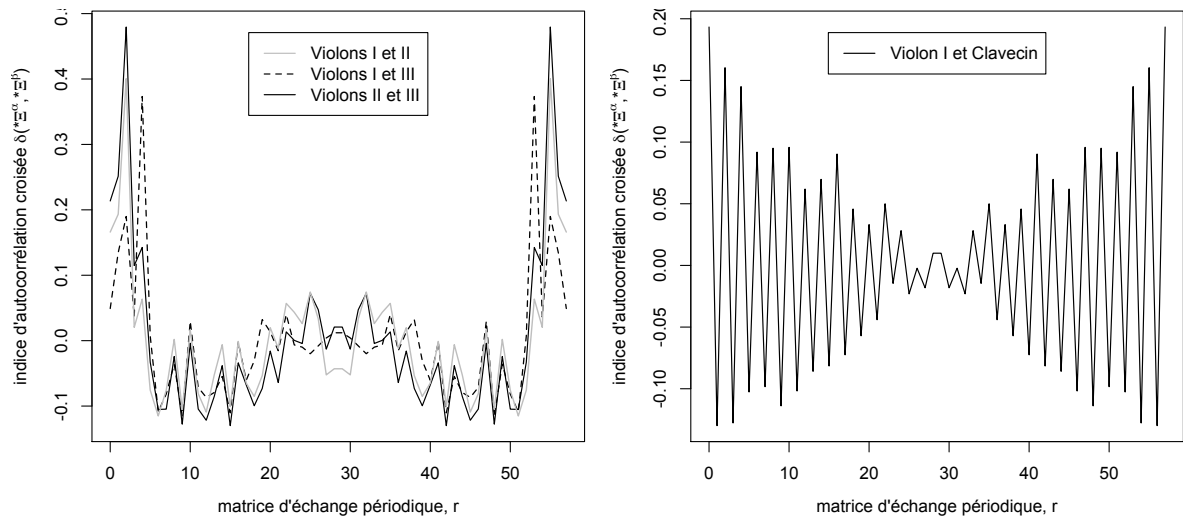 indice d'autocorrélation croisée δ(*Ξ^α,*Ξ^β)
0.5
0.4
0.3
0.2
0.1
0.0
-0.1
Violons I et II
Violons I et III
Violons II et III
0 10 20 30 40 50
matrice d'échange périodique, r
indice d'autocorrélation croisée δ(*Ξ^α,*Ξ^β)
0.20
0.15
0.10
0.05
0.00
-0.05
-0.10
Violon I et Clavecin
0 10 20 30 40 50
matrice d'échange périodique, r